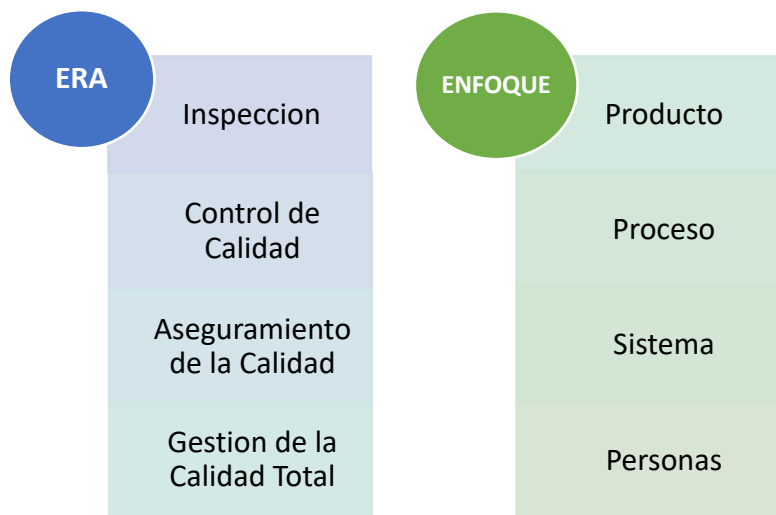 ERA
Inspeccion
Control de
Calidad
Aseguramiento
de la Calidad
Gestion de la
Calidad Total
ENFOQUE
Producto
Proceso
Sistema
Personas